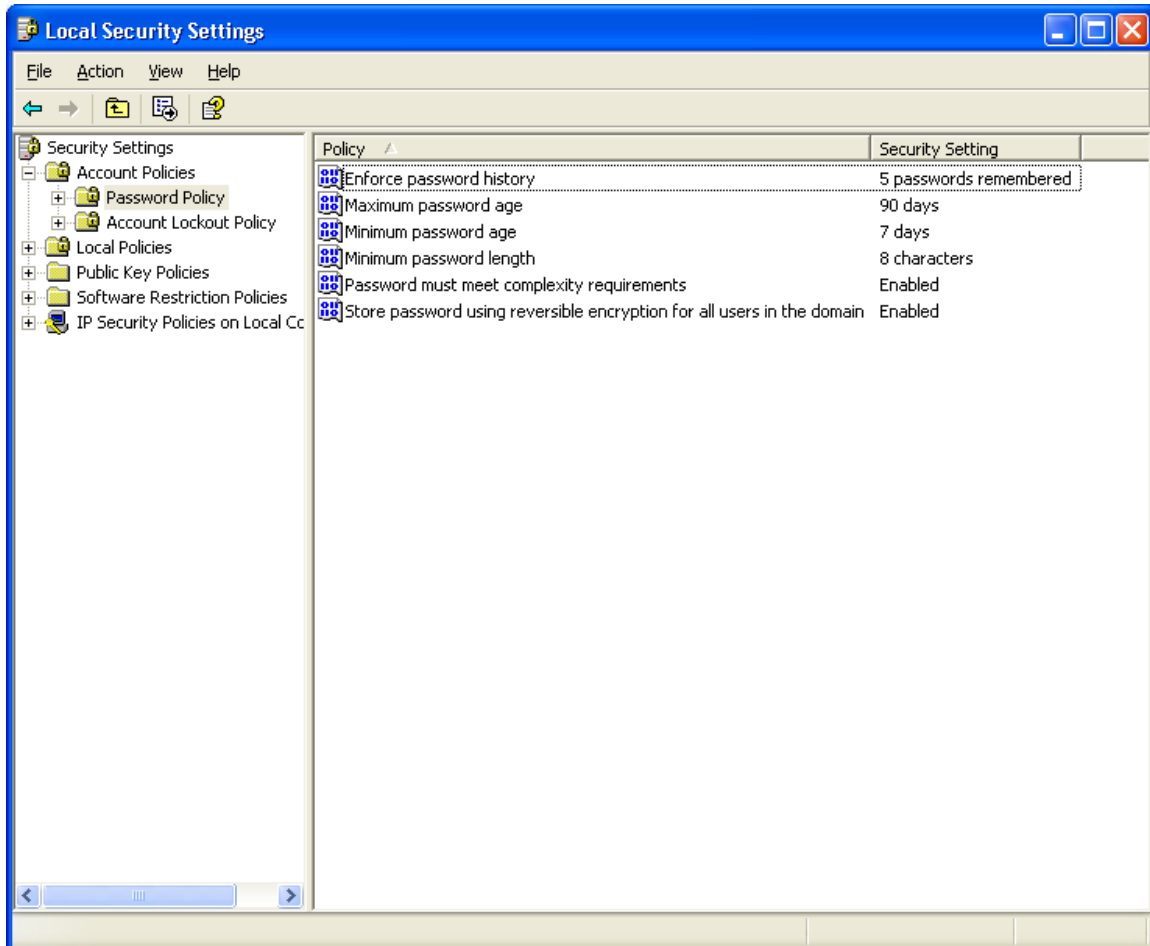 Local Security Settings
File Action View Help
Security Settings
Account Policies
Password Policy
Account Lockout Policy
Local Policies
Public Key Policies
Software Restriction Policies
IP Security Policies on Local Co
Policy Security Setting
Enforce password history 5 passwords remembered
Maximum password age 90 days
Minimum password age 7 days
Minimum password length 8 characters
Password must meet complexity requirements Enabled
Store password using reversible encryption for all users in the domain Enabled